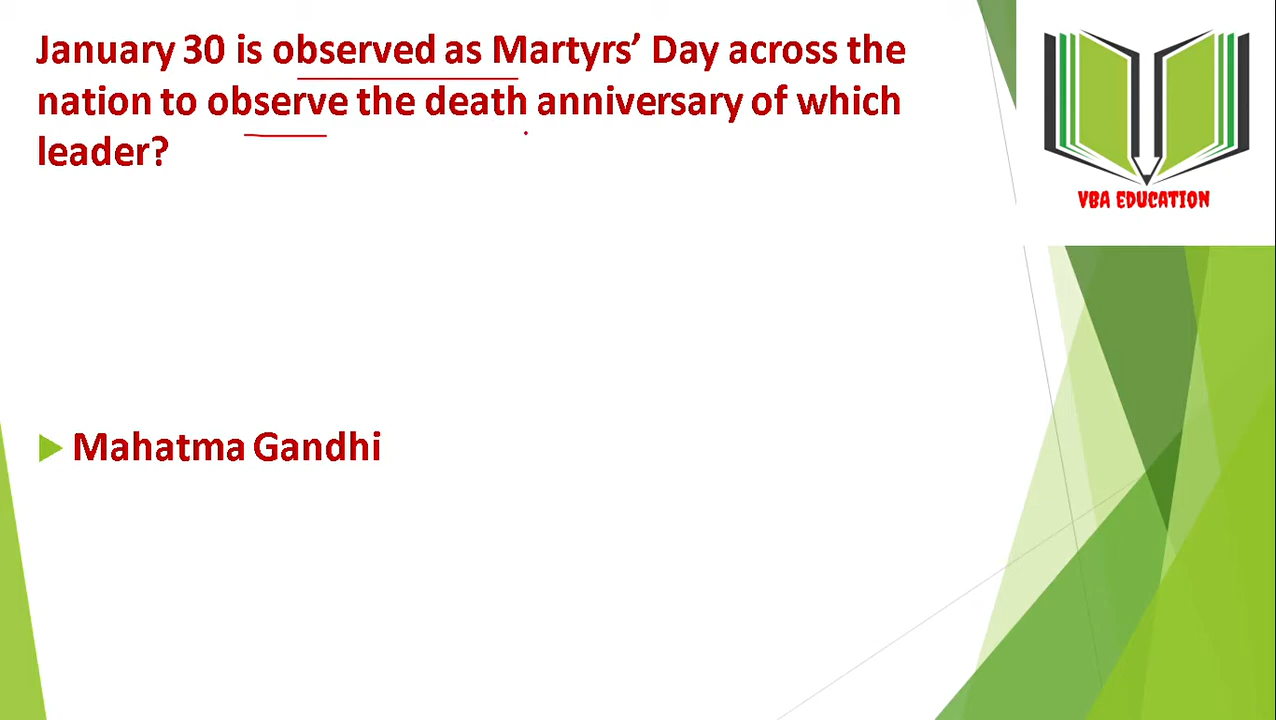 January 30 is observed as Martyrs’ Day across the
nation to observe the death anniversary of which
leader?
VBA EDUCATION
Mahatma Gandhi